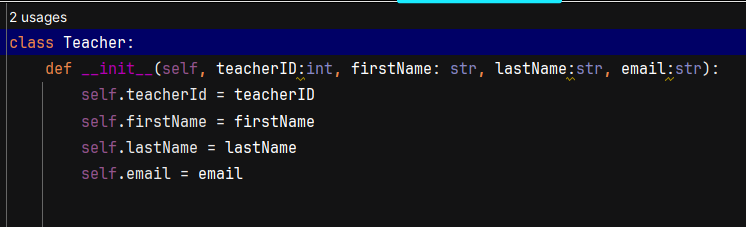 2 usages
class Teacher:
    def __init__(self, teacherID:int, firstName: str, lastName:str, email:str):
        self.teacherId = teacherID
        self.firstName = firstName
        self.lastName = lastName
        self.email = email